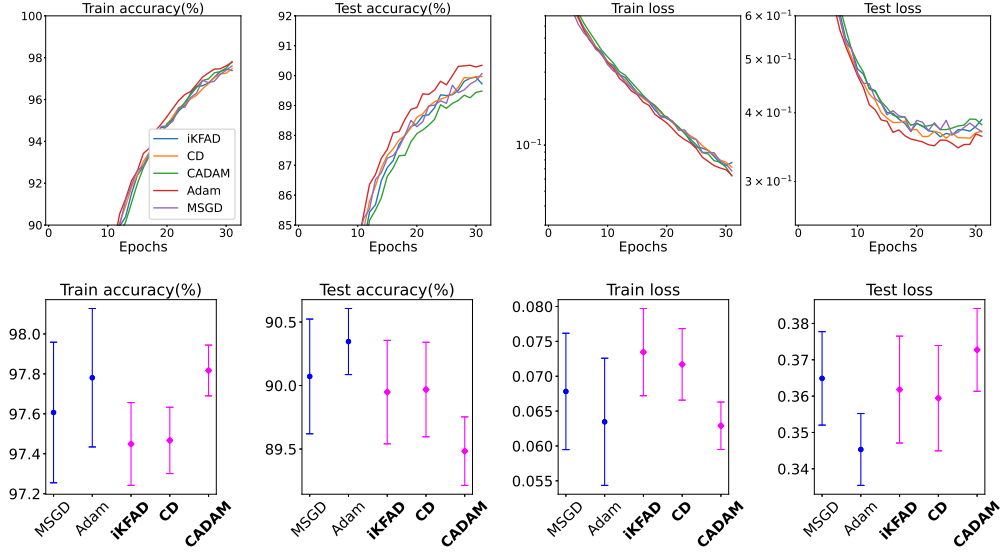 Train accuracy(%)
Test accuracy(%)
Train loss
Test loss
100
98
96
94
92
90
0
10
20
30
Epochs
iKFAD
CD
CADAM
Adam
MSGD
92
91
90
89
88
87
86
85
0
10
20
30
Epochs
10⁻¹
0
10
20
30
Epochs
6 × 10⁻¹
5 × 10⁻¹
4 × 10⁻¹
3 × 10⁻¹
0
10
20
30
Epochs
Train accuracy(%)
Test accuracy(%)
Train loss
Test loss
98.0
97.8
97.6
97.4
97.2
MSGD
Adam
iKFAD
CD
CADAM
90.5
90.0
89.5
MSGD
Adam
iKFAD
CD
CADAM
0.080
0.075
0.070
0.065
0.060
0.055
MSGD
Adam
iKFAD
CD
CADAM
0.38
0.37
0.36
0.35
0.34
MSGD
Adam
iKFAD
CD
CADAM